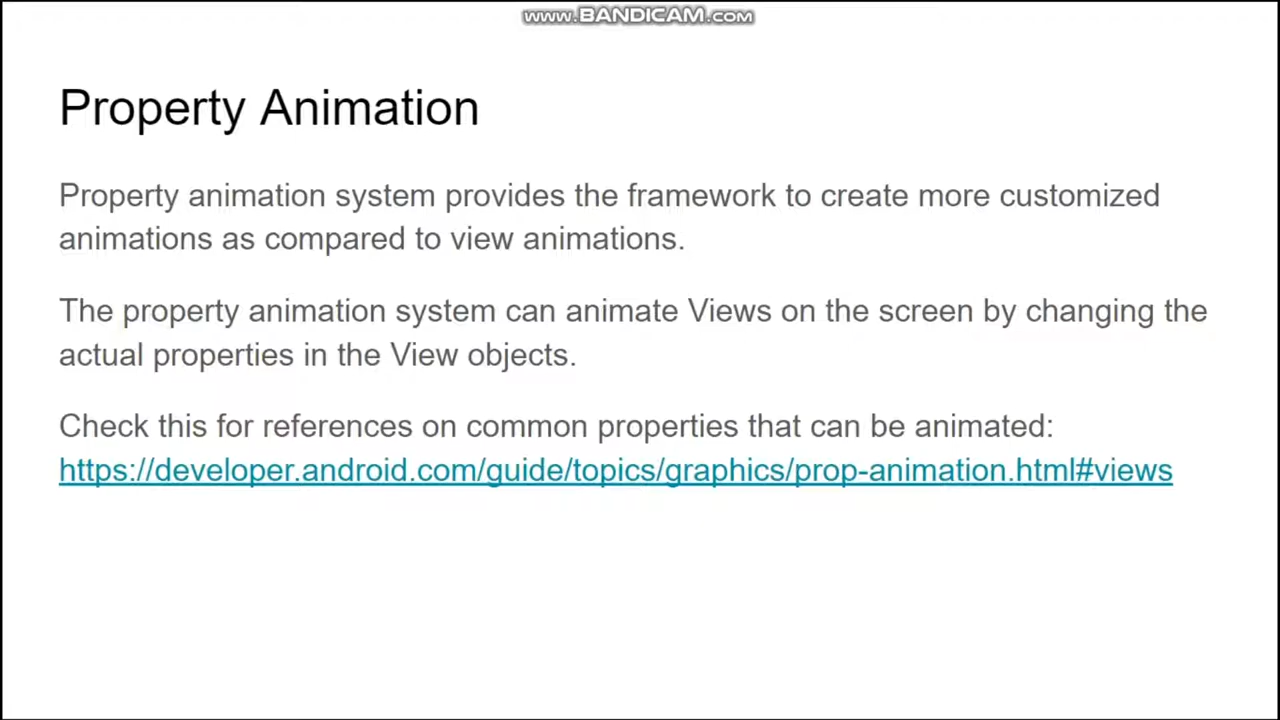 www.BANDICAM.com
Property Animation
Property animation system provides the framework to create more customized
animations as compared to view animations.
The property animation system can animate Views on the screen by changing the
actual properties in the View objects.
Check this for references on common properties that can be animated:
https://developer.android.com/guide/topics/graphics/prop-animation.html#views